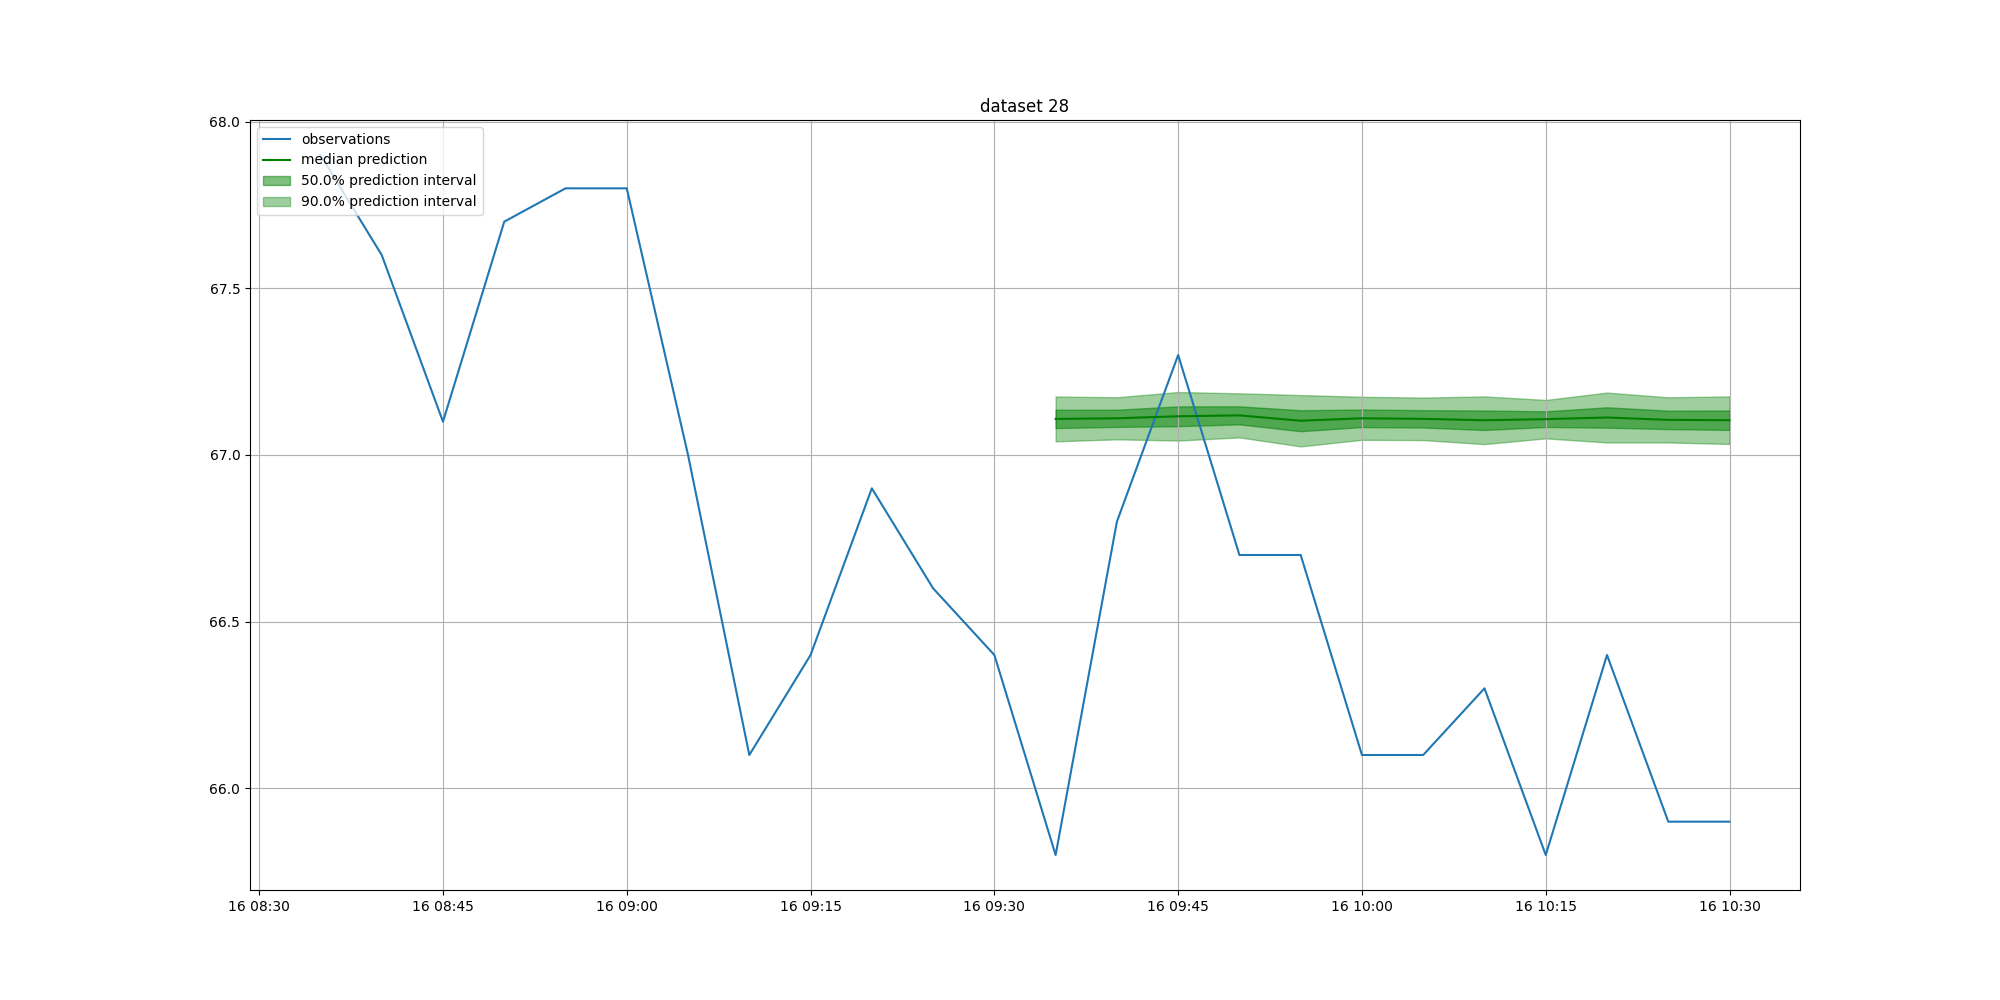 dataset 28
68.0
67.5
67.0
66.5
66.0
observations
median prediction
50.0% prediction interval
90.0% prediction interval
16 08:30 16 08:45 16 09:00 16 09:15 16 09:30 16 09:45 16 10:00 16 10:15 16 10:30